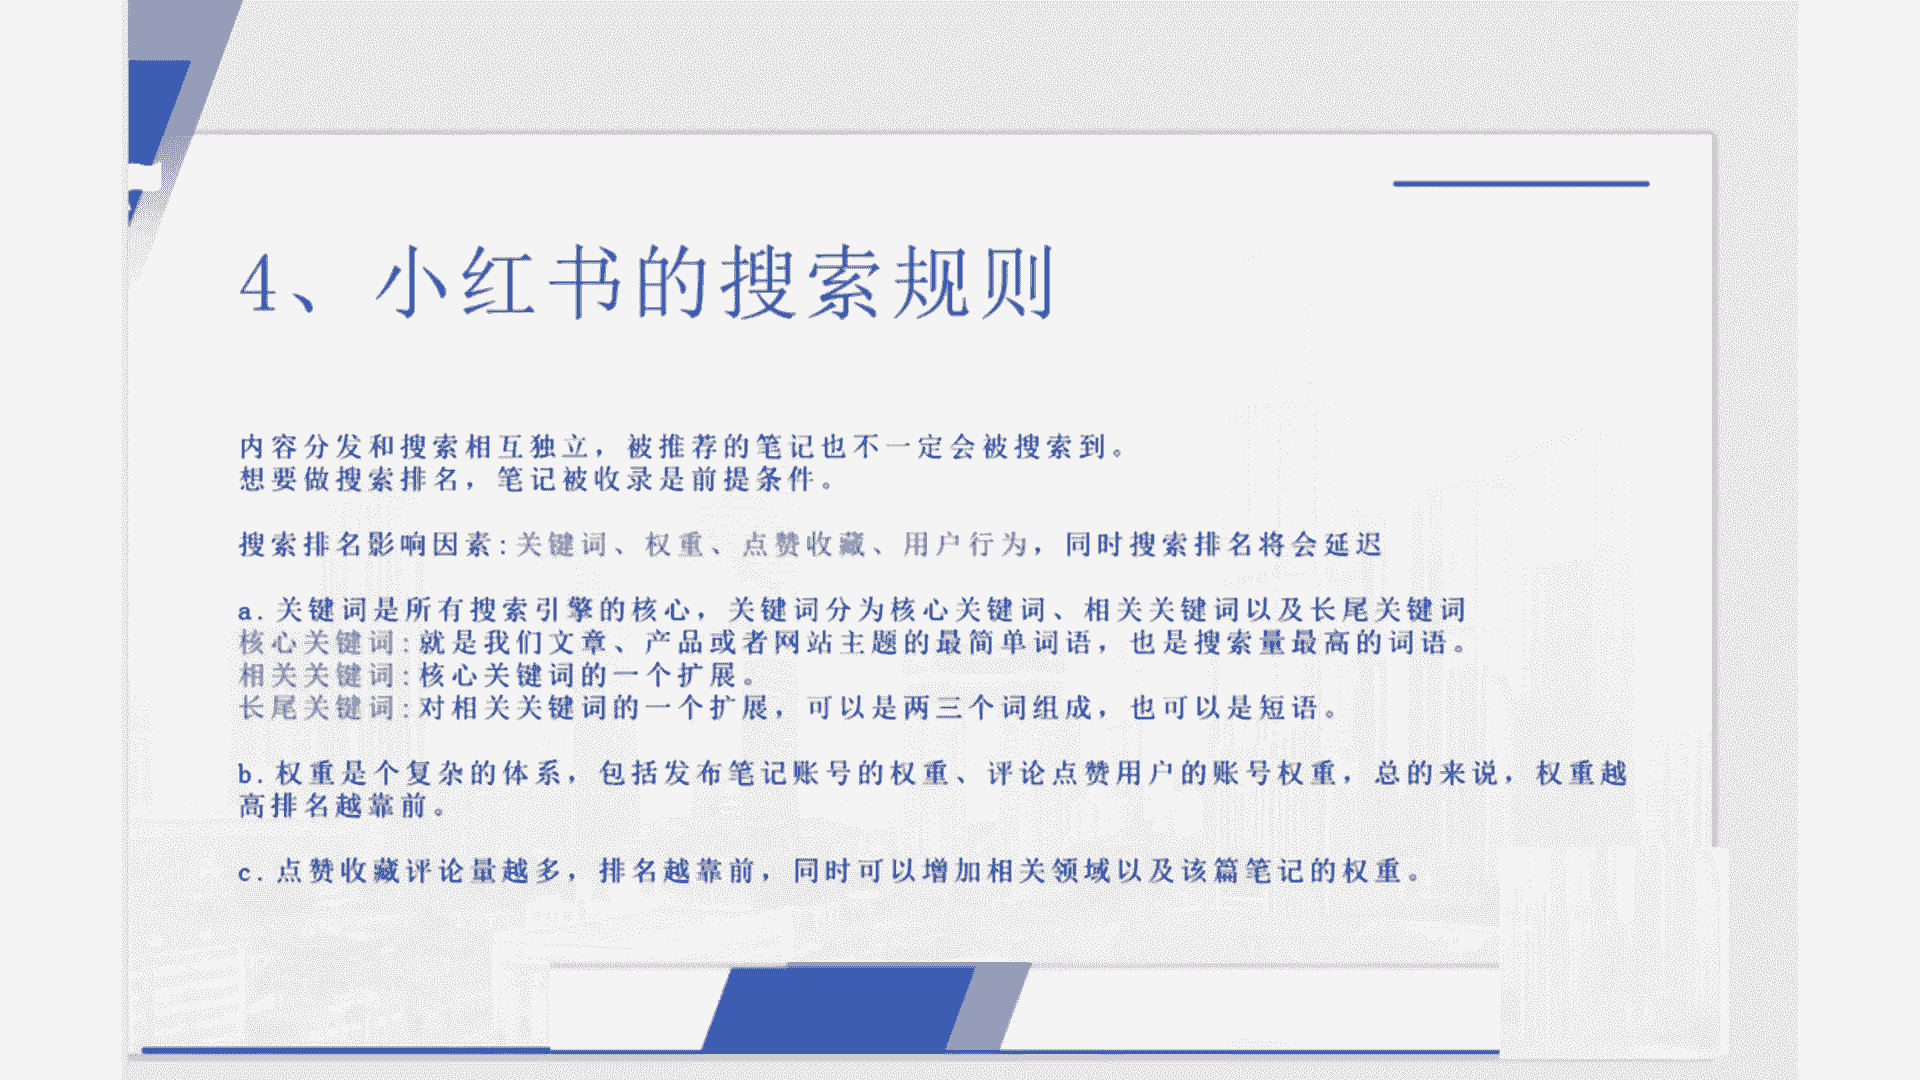 4、小红书的搜索规则
内容分发和搜索相互独立，被推荐的笔记也不一定会被搜索到。
想要做搜索排名，笔记被收录是前提条件。
搜索排名影响因素:关键词、权重、点赞收藏、用户行为，同时搜索排名将会延迟
a.关键词是所有搜索引擎的核心，关键词分为核心关键词、相关关键词以及长尾关键词
核心关键词:就是我们文章、产品或者网站主题的最简单词语，也是搜索量最高的词语。
相关关键词:核心关键词的一个扩展。
长尾关键词:对相关关键词的一个扩展，可以是两三个词组成，也可以是短语。
b.权重是个复杂的体系，包括发布笔记账号的权重、评论点赞用户的账号权重，总的来说，权重越
高排名越靠前。
c.点赞收藏评论量越多，排名越靠前，同时可以增加相关领域以及该篇笔记的权重。